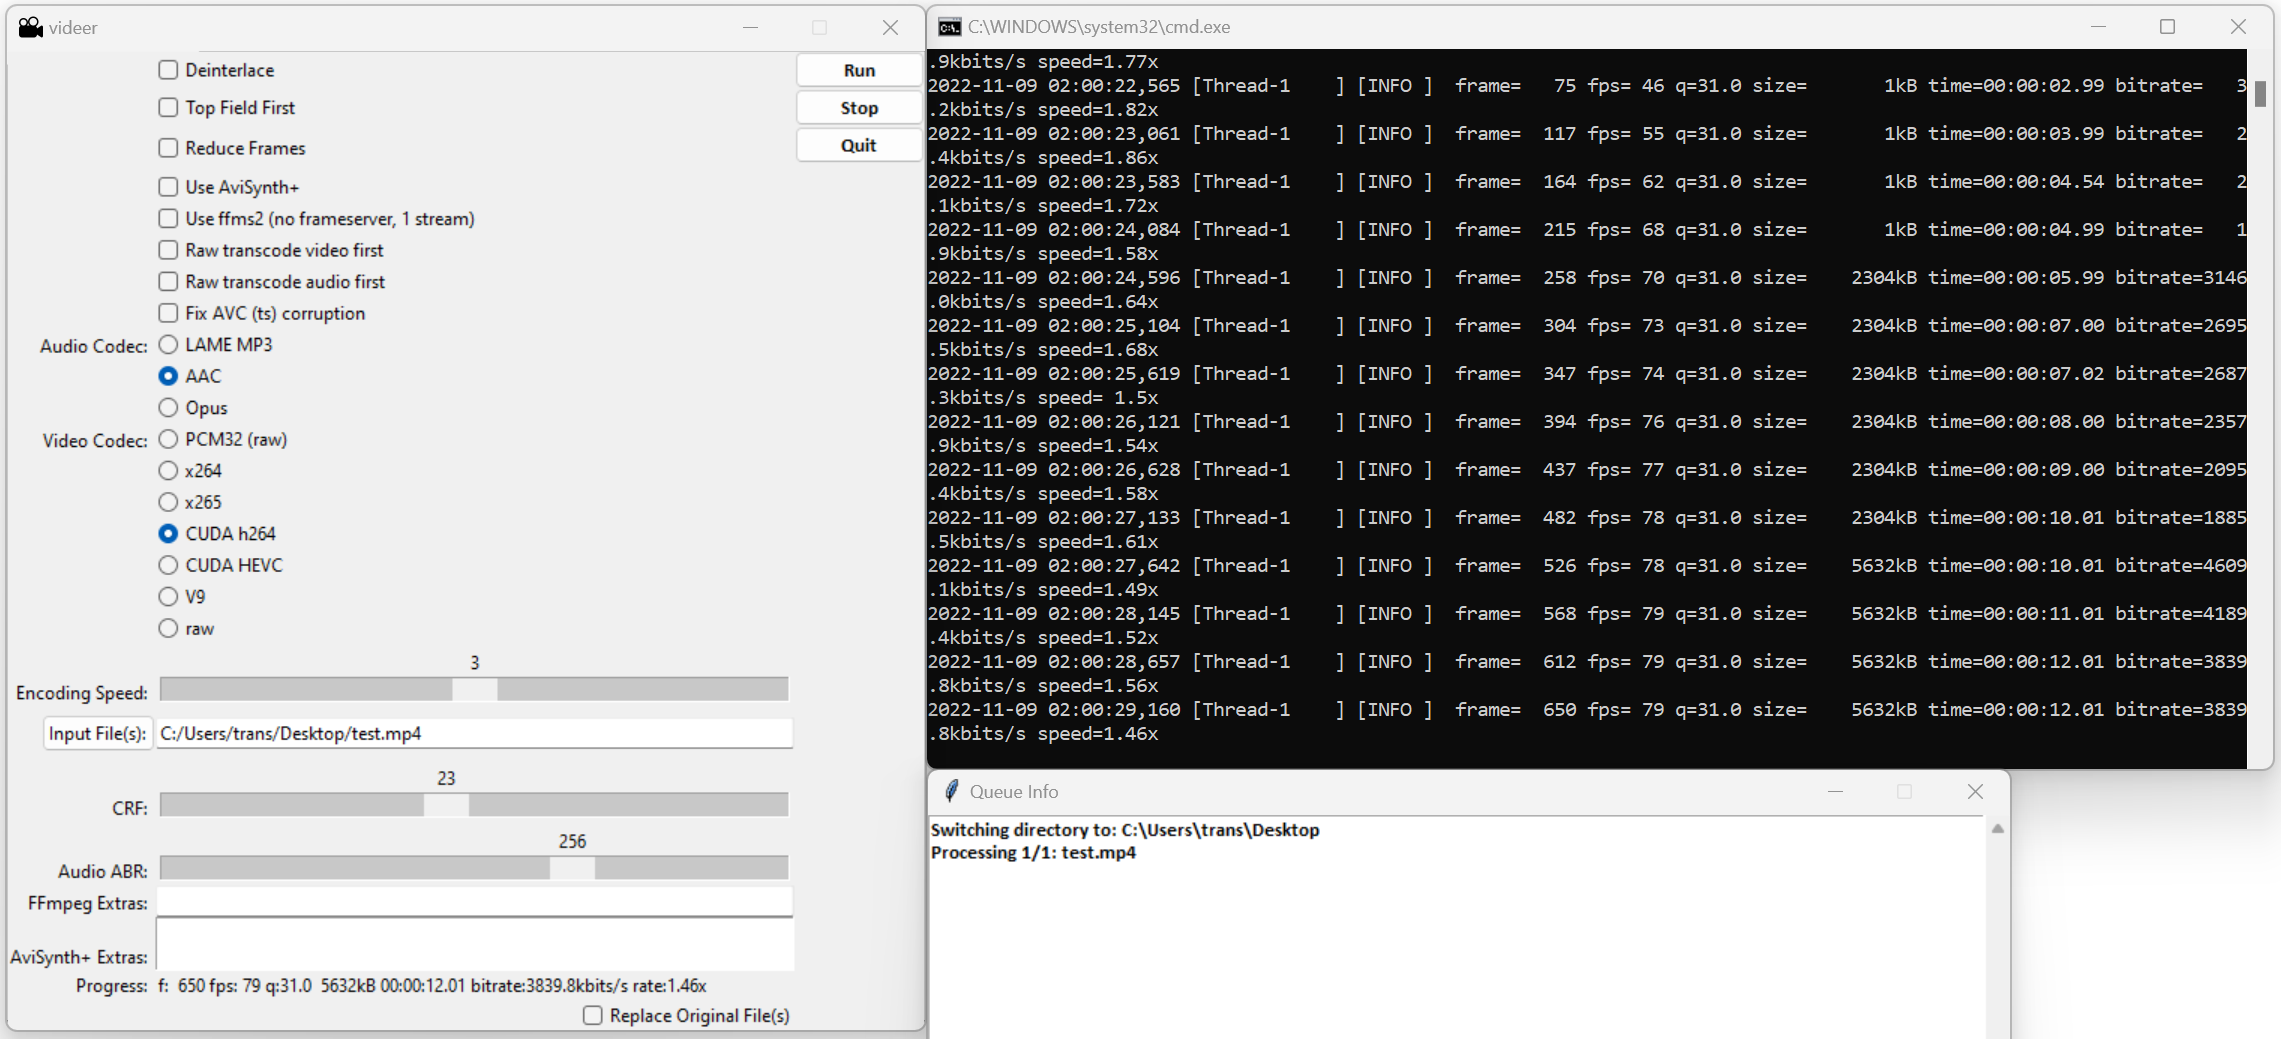 videer
Deinterlace
Top Field First
Reduce Frames
Use AviSynth+
Use ffms2 (no frameserver, 1 stream)
Raw transcode video first
Raw transcode audio first
Fix AVC (ts) corruption
Audio Codec: LAME MP3
AAC
Opus
Video Codec: PCM32 (raw)
x264
x265
CUDA h264
CUDA HEVC
V9
raw
3
Encoding Speed:
Input File(s): C:/Users/trans/Desktop/test.mp4
23
CRF:
256
Audio ABR:
FFmpeg Extras:
AviSynth+ Extras:
Progress: f:  650 fps: 79 q:31.0  5632kB 00:00:12.01 bitrate:3839.8kbits/s rate:1.46x
Replace Original File(s)
Run
Stop
Quit
C:\WINDOWS\system32\cmd.exe
.9kbits/s speed=1.77x
2022-11-09 02:00:22,565 [Thread-1    ] [INFO ]  frame=   75 fps= 46 q=31.0 size=       1kB time=00:00:02.99 bitrate=   3
.2kbits/s speed=1.82x
2022-11-09 02:00:23,061 [Thread-1    ] [INFO ]  frame=  117 fps= 55 q=31.0 size=       1kB time=00:00:03.99 bitrate=   2
.4kbits/s speed=1.86x
2022-11-09 02:00:23,583 [Thread-1    ] [INFO ]  frame=  164 fps= 62 q=31.0 size=       1kB time=00:00:04.54 bitrate=   2
.1kbits/s speed=1.72x
2022-11-09 02:00:24,084 [Thread-1    ] [INFO ]  frame=  215 fps= 68 q=31.0 size=       1kB time=00:00:04.99 bitrate=   1
.9kbits/s speed=1.58x
2022-11-09 02:00:24,596 [Thread-1    ] [INFO ]  frame=  258 fps= 70 q=31.0 size=    2304kB time=00:00:05.99 bitrate=3146
.0kbits/s speed=1.64x
2022-11-09 02:00:25,104 [Thread-1    ] [INFO ]  frame=  304 fps= 73 q=31.0 size=    2304kB time=00:00:07.00 bitrate=2695
.5kbits/s speed=1.68x
2022-11-09 02:00:25,619 [Thread-1    ] [INFO ]  frame=  347 fps= 74 q=31.0 size=    2304kB time=00:00:07.02 bitrate=2687
.3kbits/s speed= 1.5x
2022-11-09 02:00:26,121 [Thread-1    ] [INFO ]  frame=  394 fps= 76 q=31.0 size=    2304kB time=00:00:08.00 bitrate=2357
.9kbits/s speed=1.54x
2022-11-09 02:00:26,628 [Thread-1    ] [INFO ]  frame=  437 fps= 77 q=31.0 size=    2304kB time=00:00:09.00 bitrate=2095
.4kbits/s speed=1.58x
2022-11-09 02:00:27,133 [Thread-1    ] [INFO ]  frame=  482 fps= 78 q=31.0 size=    2304kB time=00:00:10.01 bitrate=1885
.5kbits/s speed=1.61x
2022-11-09 02:00:27,642 [Thread-1    ] [INFO ]  frame=  526 fps= 78 q=31.0 size=    5632kB time=00:00:10.01 bitrate=4609
.1kbits/s speed=1.49x
2022-11-09 02:00:28,145 [Thread-1    ] [INFO ]  frame=  568 fps= 79 q=31.0 size=    5632kB time=00:00:11.01 bitrate=4189
.4kbits/s speed=1.52x
2022-11-09 02:00:28,657 [Thread-1    ] [INFO ]  frame=  612 fps= 79 q=31.0 size=    5632kB time=00:00:12.01 bitrate=3839
.8kbits/s speed=1.56x
2022-11-09 02:00:29,160 [Thread-1    ] [INFO ]  frame=  650 fps= 79 q=31.0 size=    5632kB time=00:00:12.01 bitrate=3839
.8kbits/s speed=1.46x
Queue Info
Switching directory to: C:\Users\trans\Desktop
Processing 1/1: test.mp4